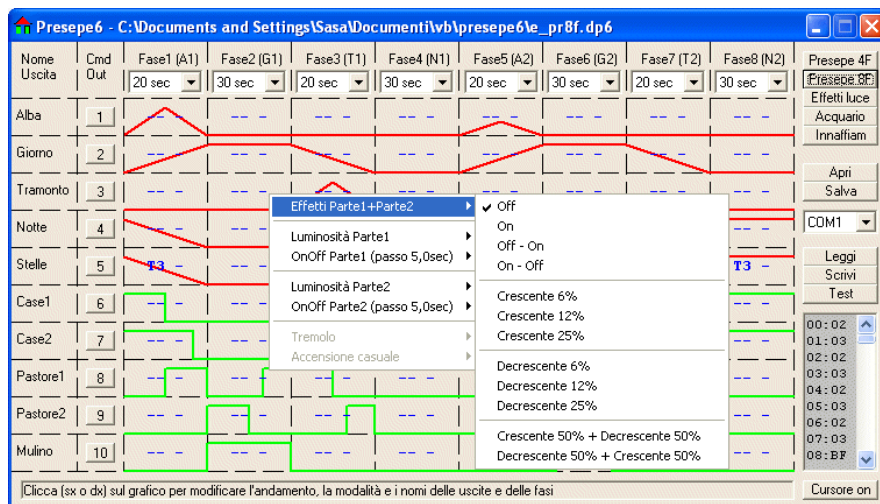 Presepe6 - C:\Documents and Settings\Sasa\Documenti\vb\presepe6\e_pr8f.dp6
Nome Uscita
Cmd Out
Fase1 (A1) Fase2 (G1) Fase3 (T1) Fase4 (N1) Fase5 (A2) Fase6 (G2) Fase7 (T2) Fase8 (N2)
20 sec 30 sec 20 sec 30 sec 20 sec 30 sec 20 sec 30 sec
Alba 1 -- - -- - -- - -- - -- - -- - -- - -- -
Giorno 2 -- - -- - -- - -- - -- - -- - -- - -- -
Tramonto 3 -- - -- - -- - -- - -- - -- - -- - -- -
Notte 4 -- - -- -
Stelle 5 T3 - -- - T3 -
Case1 6 -- - -- - -- -
Case2 7 -- - -- - -- -
Pastore1 8 -- - -- - -- -
Pastore2 9 -- - -- - -- - -- - -- -
Mulino 10 -- - -- - -- - -- - -- -
Effetti Parte1+Parte2
Luminosità Parte1
OnOff Parte1 (passo 5,0sec)
Luminosità Parte2
OnOff Parte2 (passo 5,0sec)
Tremolo
Accensione casuale
Off
On
Off - On
On - Off
Crescente 6%
Crescente 12%
Crescente 25%
Decrescente 6%
Decrescente 12%
Decrescente 25%
Crescente 50% + Decrescente 50%
Decrescente 50% + Crescente 50%
Presepe 4F
Presepe 8F
Effetti luce
Acquario
Innaffiam
Apri
Salva
COM1
Leggi
Scrivi
Test
00:02
01:03
02:02
03:03
04:02
05:03
06:02
07:03
08:BF
Clicca (sx o dx) sul grafico per modificare l'andamento, la modalità e i nomi delle uscite e delle fasi
Cursore on